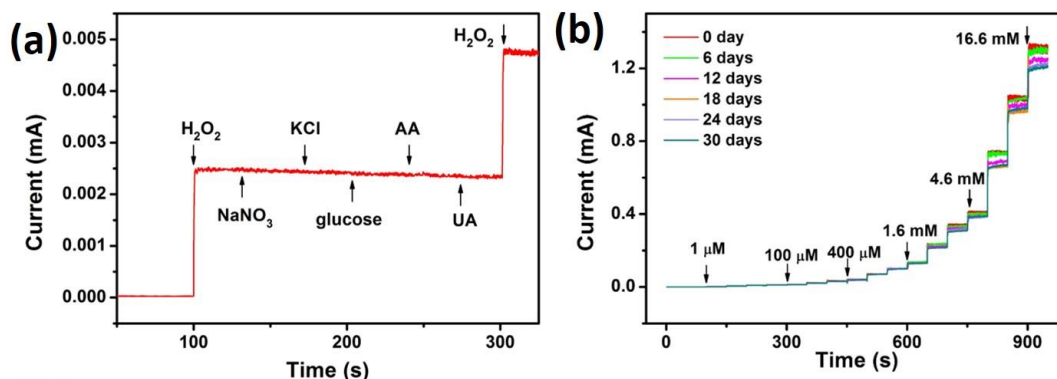 (a)
0.005
0.004
0.003
0.002
0.001
0.000
Current (mA)
H₂O₂
H₂O₂
KCl
AA
NaNO₃
glucose
UA
100
200
300
Time (s)
(b)
0 day
6 days
12 days
18 days
24 days
30 days
16.6 mM
4.6 mM
1.6 mM
400 μM
100 μM
1 μM
1.2
0.8
0.4
0.0
Current (mA)
0
300
600
900
Time (s)